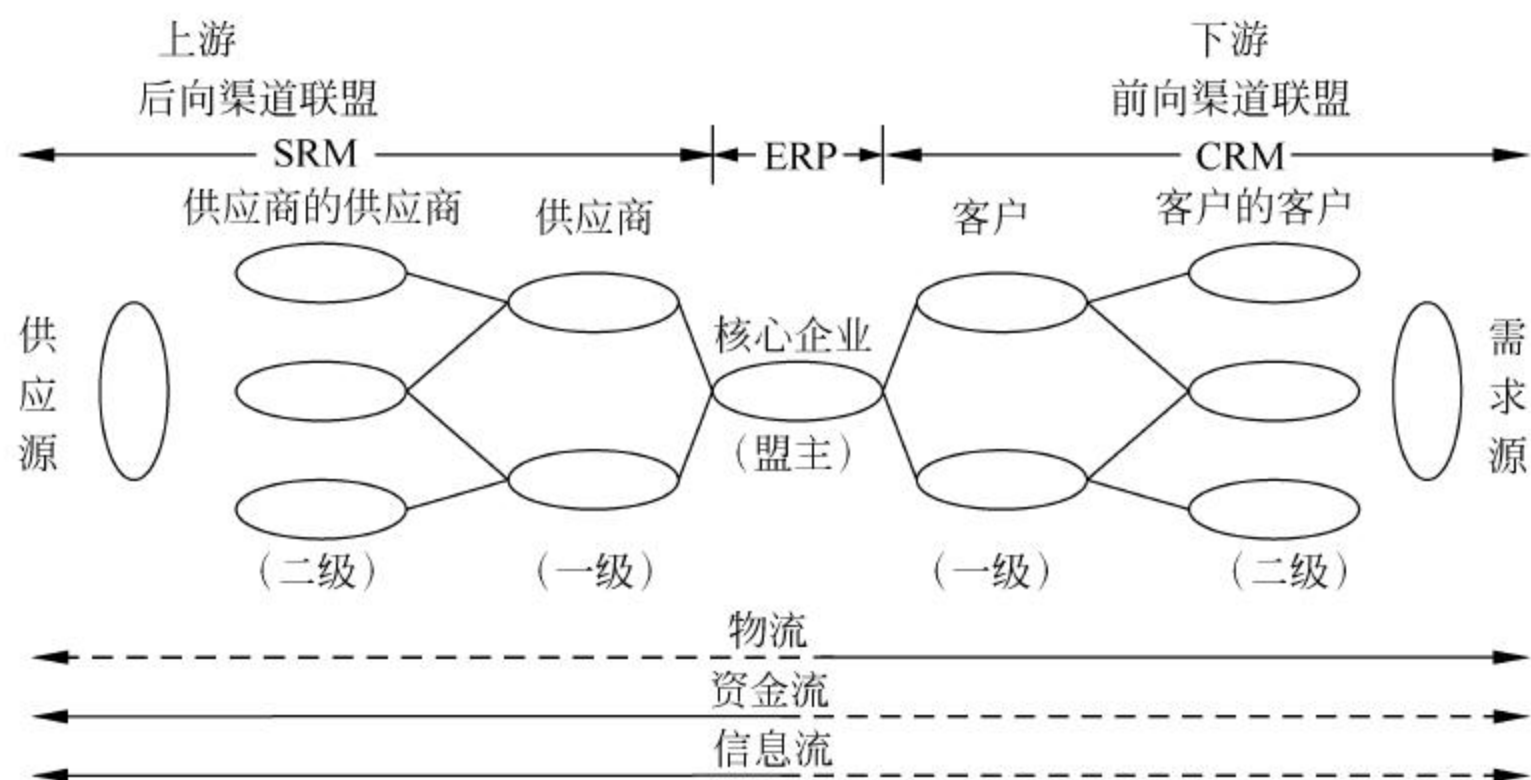 上游
下游
后向渠道联盟
前向渠道联盟
SRM
ERP
CRM
供应商的供应商
供应商
客户
客户的客户
供应源
核心企业
需求源
（盟主）
（二级）
（一级）
（一级）
（二级）
物流
资金流
信息流